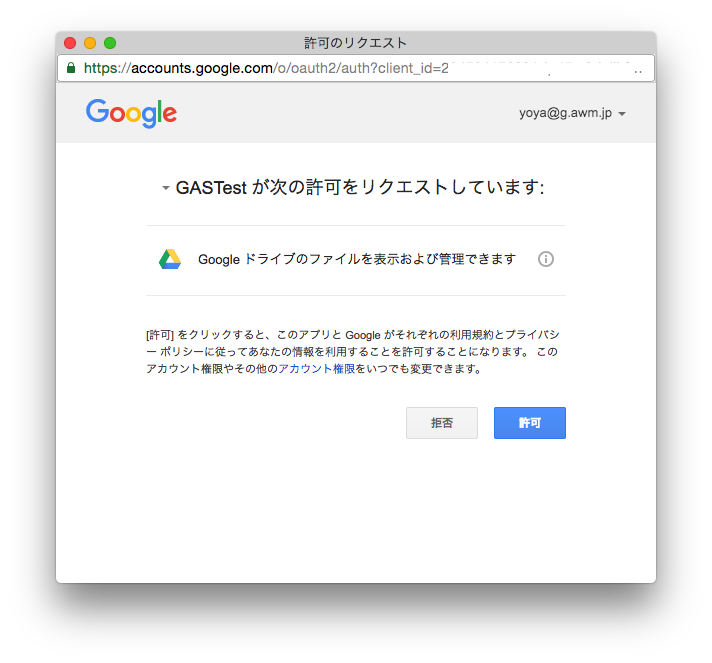 許可のリクエスト
https://accounts.google.com/o/oauth2/auth?client_id=2
Google
yoya@g.awm.jp
GASTest が次の許可をリクエストしています:
Google ドライブのファイルを表示および管理できます
[許可] をクリックすると、このアプリと Google がそれぞれの利用規約とプライバシ
ー ポリシーに従ってあなたの情報を利用することを許可することになります。 この
アカウント権限やその他のアカウント権限をいつでも変更できます。
拒否
許可